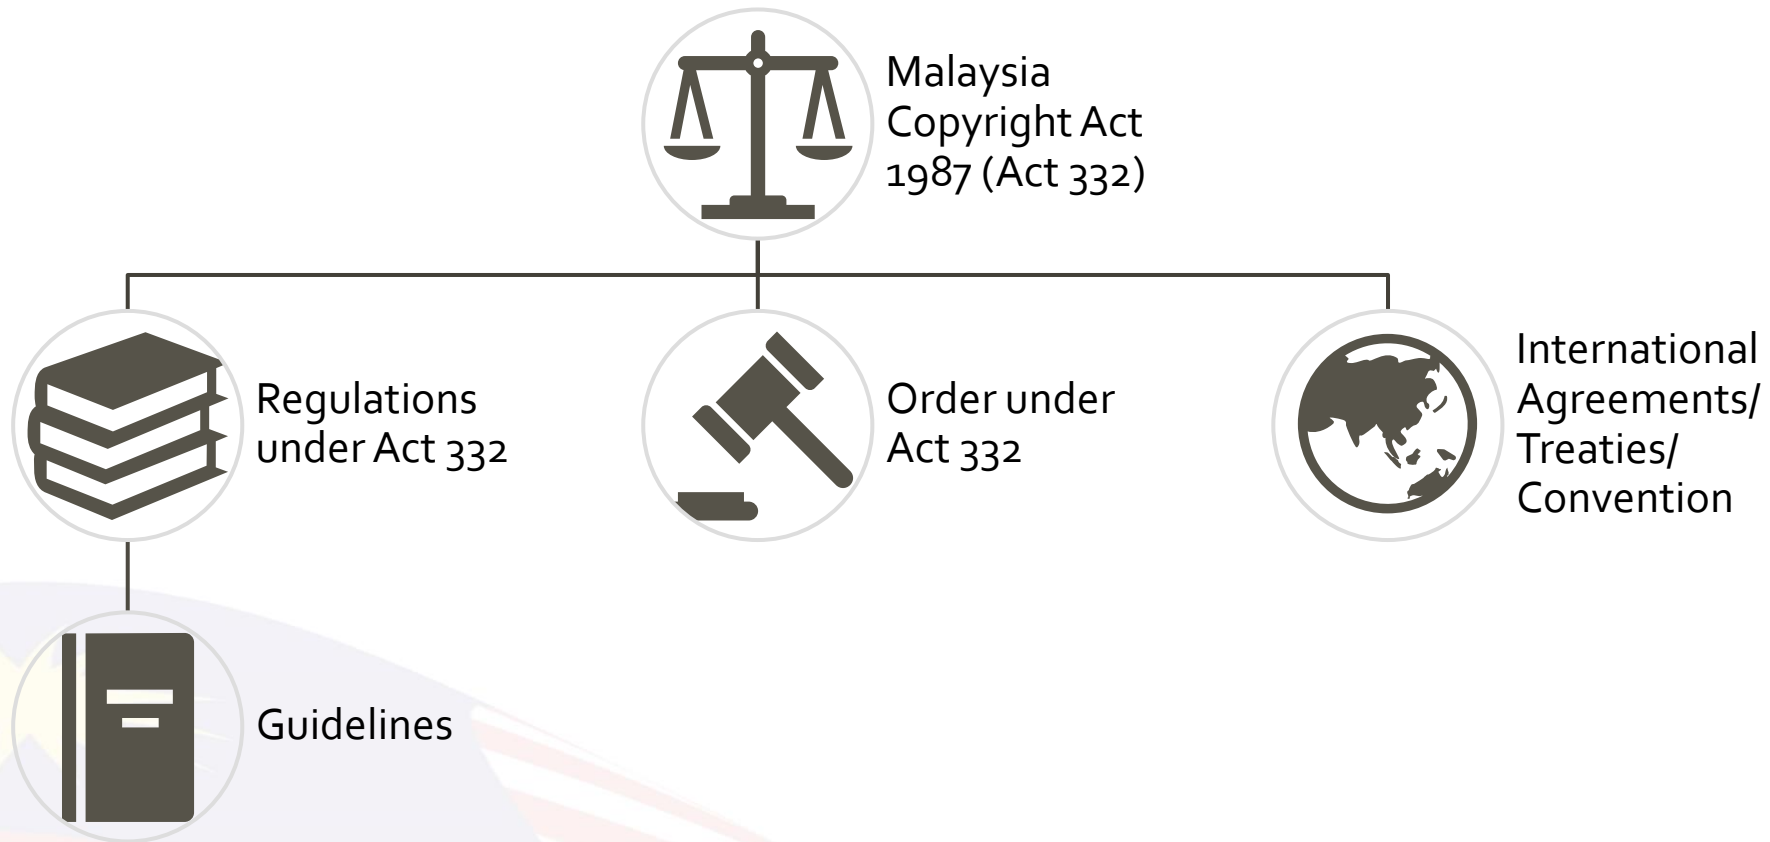 Malaysia
Copyright Act
1987 (Act 332)
Regulations
under Act 332
Order under
Act 332
International
Agreements/
Treaties/
Convention
Guidelines